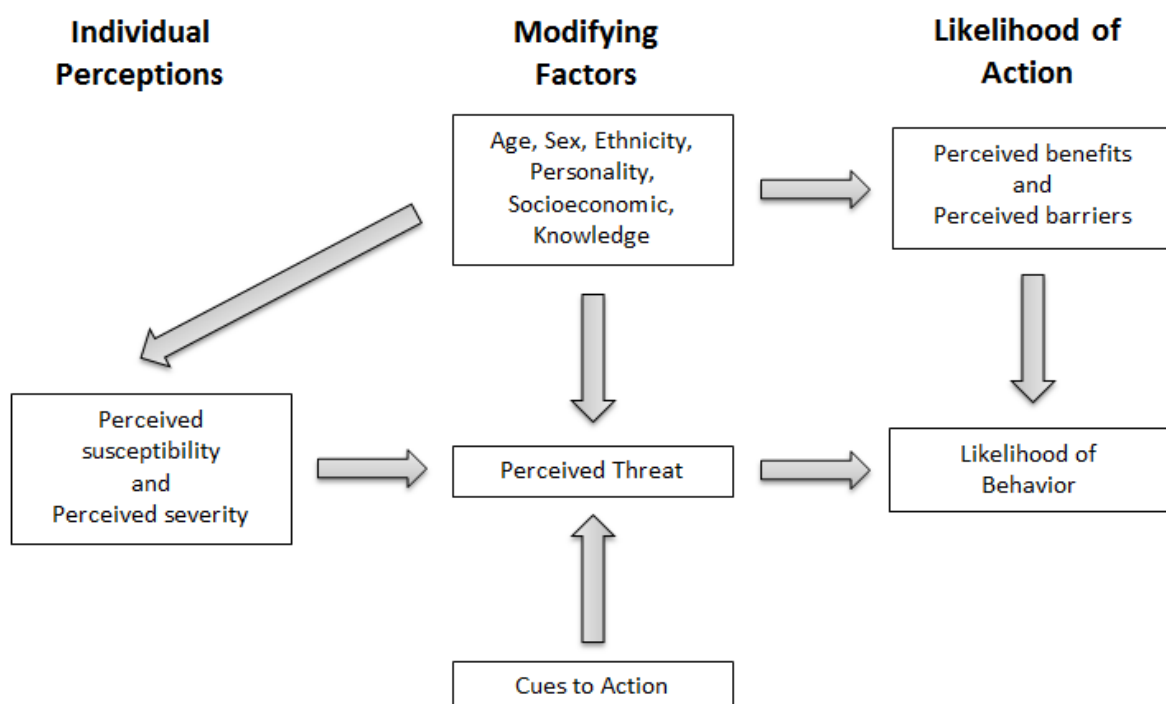 Individual
Perceptions
Modifying
Factors
Likelihood of
Action
Age, Sex, Ethnicity,
Personality,
Socioeconomic,
Knowledge
Perceived benefits
and
Perceived barriers
Perceived
susceptibility
and
Perceived severity
Perceived Threat
Likelihood of
Behavior
Cues to Action